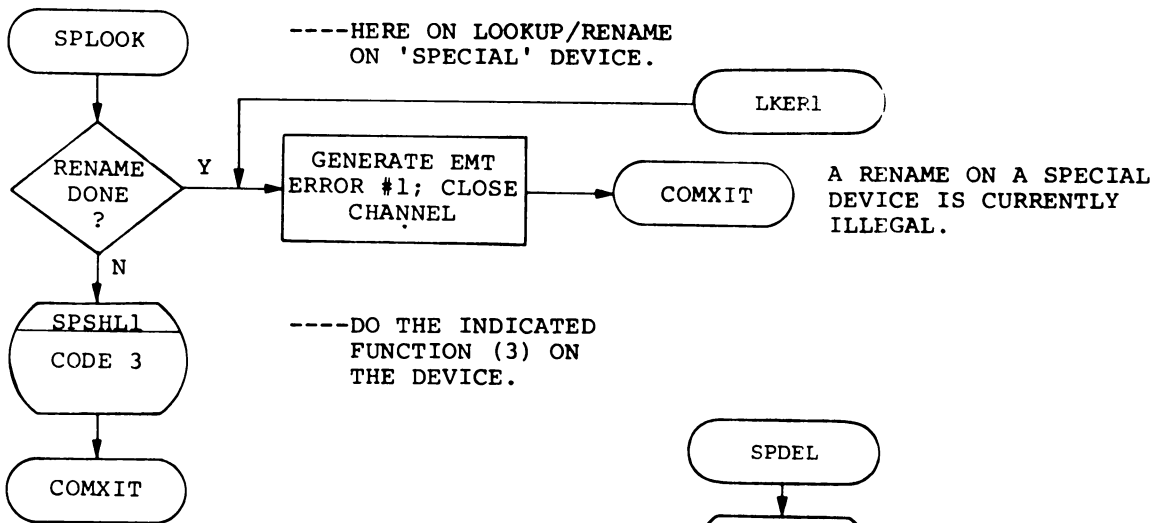 SPLOOK
----HERE ON LOOKUP/RENAME
ON 'SPECIAL' DEVICE.
LKER1
RENAME
DONE
?
Y
GENERATE EMT
ERROR #1; CLOSE
CHANNEL
COMXIT
A RENAME ON A SPECIAL
DEVICE IS CURRENTLY
ILLEGAL.
N
SPSHL1
CODE 3
----DO THE INDICATED
FUNCTION (3) ON
THE DEVICE.
COMXIT
SPDEL